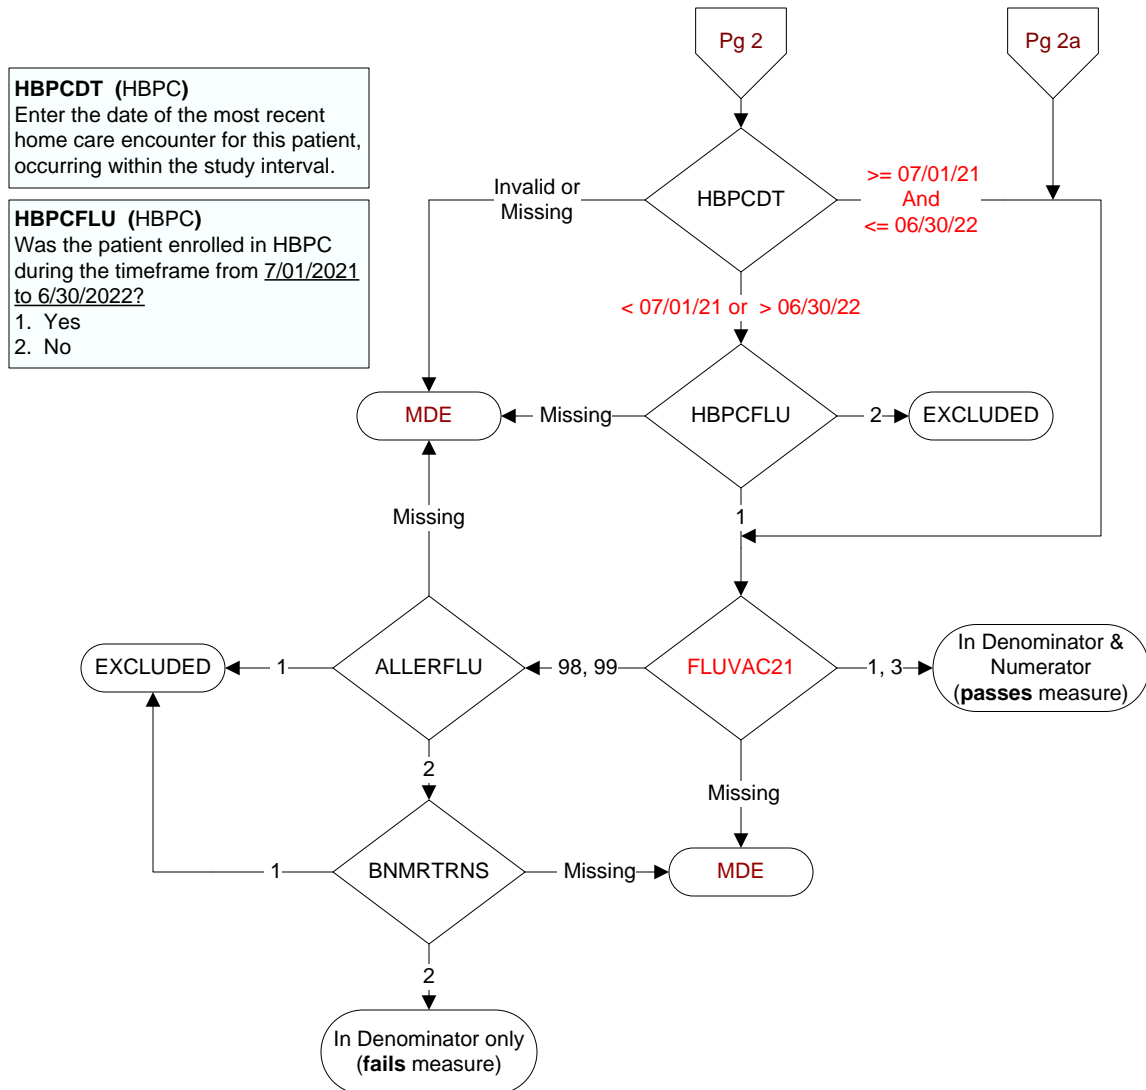 Pg 2
Pg 2a
HBPCDT (HBPC)
Enter the date of the most recent
home care encounter for this patient,
occurring within the study interval.
HBPCFLU (HBPC)
Was the patient enrolled in HBPC
during the timeframe from 7/01/2021
to 6/30/2022?
1. Yes
2. No
Invalid or
Missing
HBPCDT
>= 07/01/21
And
<= 06/30/22
< 07/01/21 or > 06/30/22
MDE
Missing
HBPCFLU
2
EXCLUDED
Missing
1
EXCLUDED
1
ALLERFLU
98, 99
FLUVAC21
1, 3
In Denominator &
Numerator
(passes measure)
2
Missing
1
BNMRTRNS
Missing
MDE
2
In Denominator only
(fails measure)